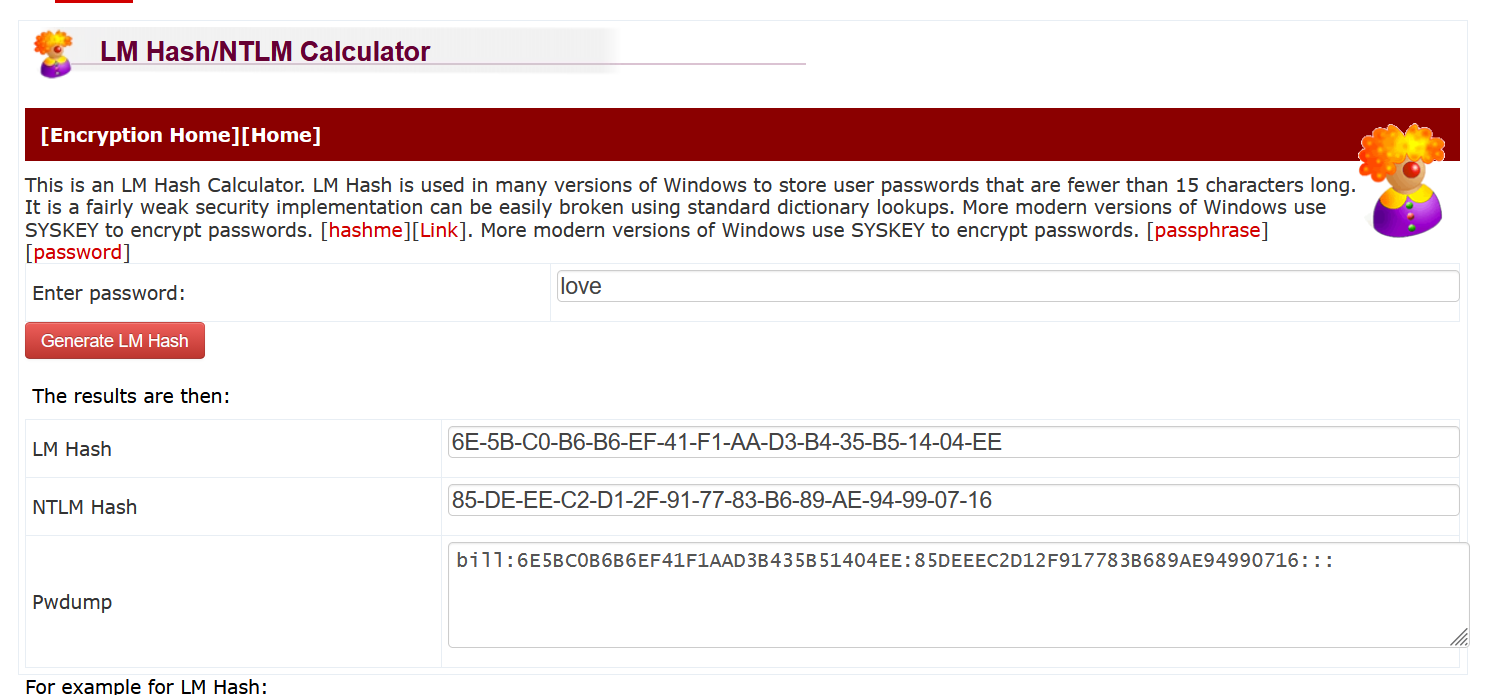 LM Hash/NTLM Calculator
[Encryption Home][Home]
This is an LM Hash Calculator. LM Hash is used in many versions of Windows to store user passwords that are fewer than 15 characters long.
It is a fairly weak security implementation can be easily broken using standard dictionary lookups. More modern versions of Windows use
SYSKEY to encrypt passwords. [hashme][Link]. More modern versions of Windows use SYSKEY to encrypt passwords. [passphrase]
[password]
Enter password: love
Generate LM Hash
The results are then:
LM Hash 6E-5B-C0-B6-B6-EF-41-F1-AA-D3-B4-35-B5-14-04-EE
NTLM Hash 85-DE-EE-C2-D1-2F-91-77-83-B6-89-AE-94-99-07-16
Pwdump bill:6E5BC0B6B6EF41F1AAD3B435B51404EE:85DEEEC2D12F917783B689AE94990716:::
For example for LM Hash: